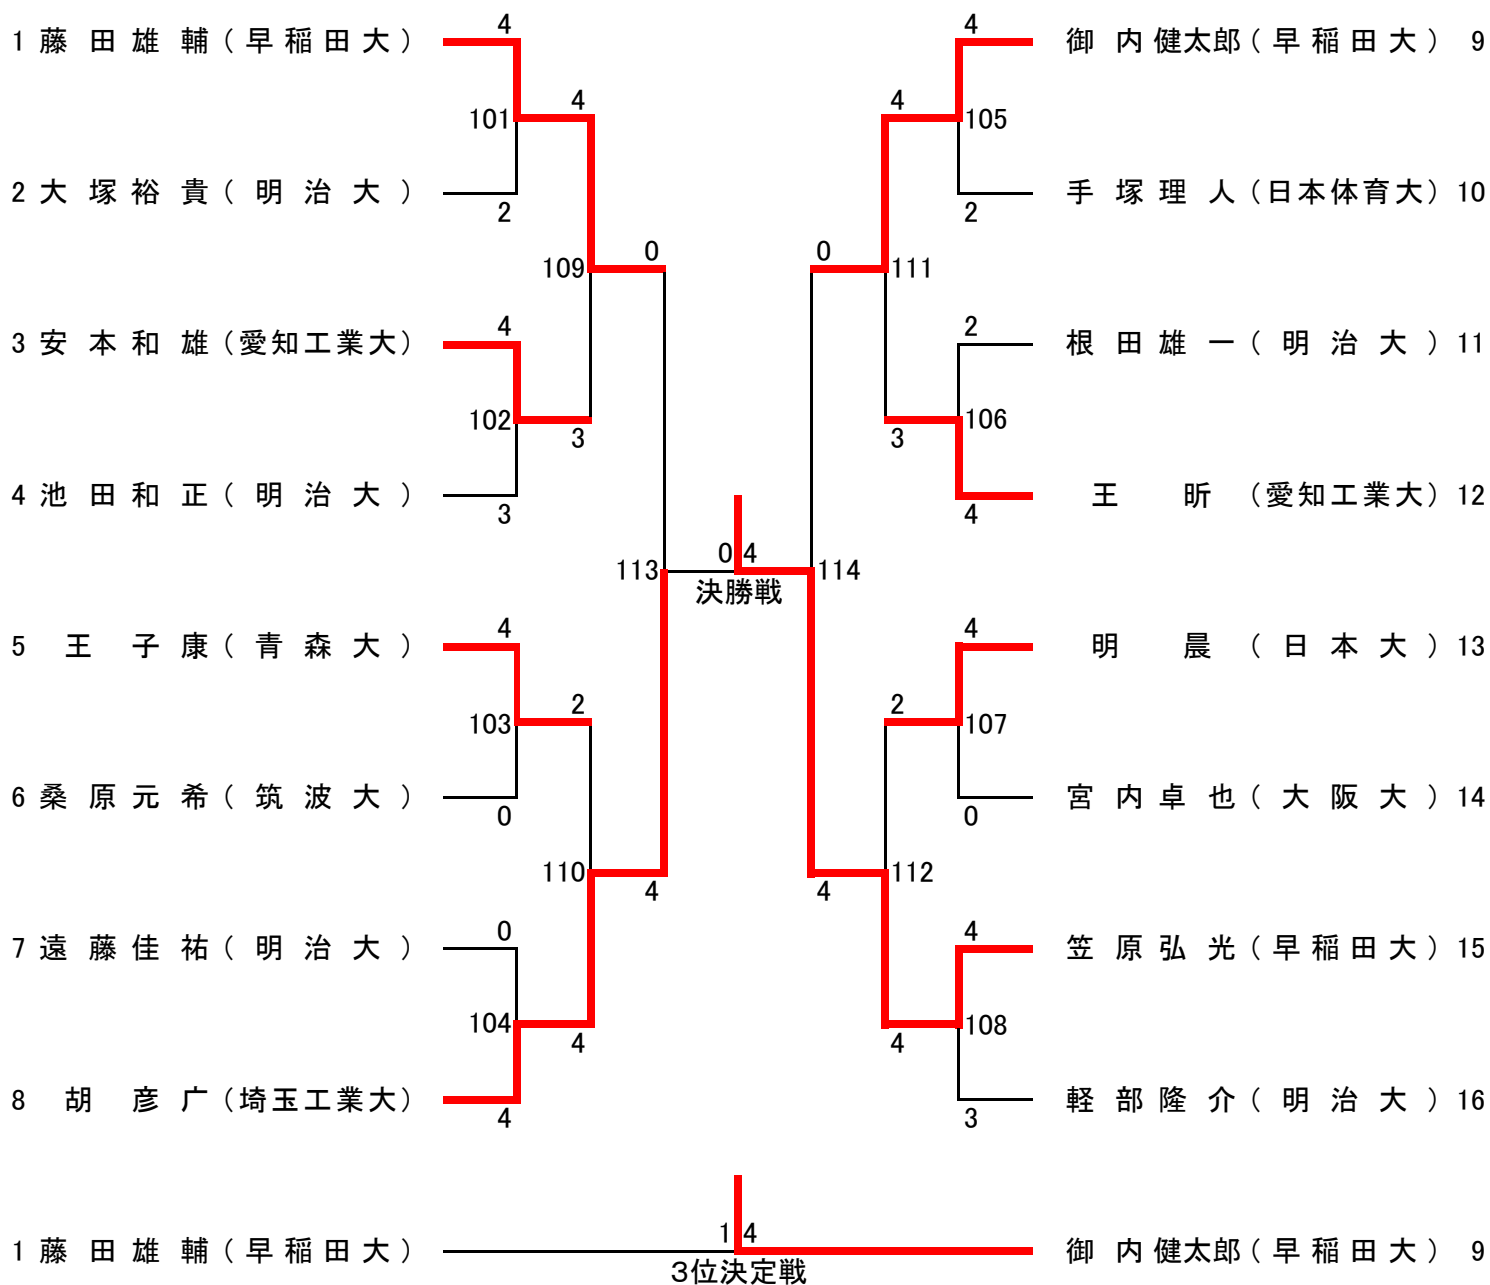 4 4
1 藤田雄輔(早稲田大) 御内健太郎(早稲田大) 9
4 4
101 105
2 大塚裕貴(明治大) 手塚理人(日本体育大) 10
2 2
0 0
109 111
4 2
3 安本和雄(愛知工業大) 根田雄一(明治大) 11
102 106
3 3
4 池田和正(明治大) 王昕(愛知工業大) 12
3 4
0 4
113 114
決勝戦
4 4
5 王子康(青森大) 明晨(日本大) 13
2 2
103 107
6 桑原元希(筑波大) 宮内卓也(大阪大) 14
0 0
110 112
4 4
0 4
7 遠藤佳祐(明治大) 笠原弘光(早稲田大) 15
104 108
4 4
8 胡彦广(埼玉工業大) 軽部隆介(明治大) 16
4 3
1 4
1 藤田雄輔(早稲田大) 御内健太郎(早稲田大) 9
3位決定戦